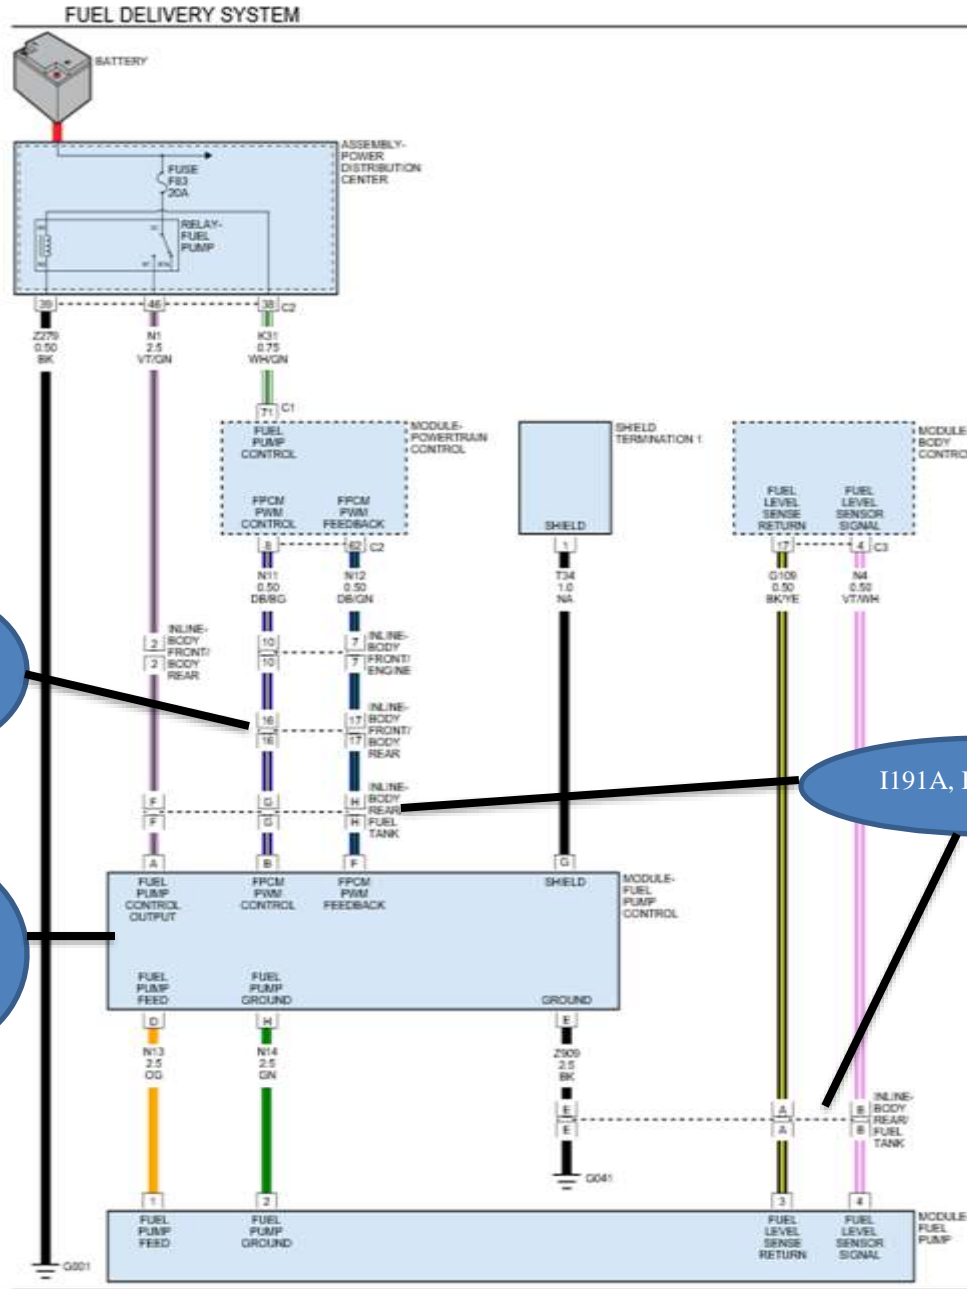 FUEL DELIVERY SYSTEM
BATTERY
ASSEMBLY-
POWER
DISTRIBUTION
CENTER
FUSE
F83
20A
RELAY-
FUEL
PUMP
39
46
38
C2
Z279
0.50
BK
N1
2.5
VT/GN
K31
0.75
WH/GN
71
C1
FUEL
PUMP
CONTROL
MODULE-
POWERTRAIN
CONTROL
FPCM
PWM
CONTROL
FPCM
PWM
FEEDBACK
SHIELD
TERMINATION 1
SHIELD
MODULE
BODY
FUEL
LEVEL
SENSE
RETURN
FUEL
LEVEL
SENSOR
SIGNAL
8
62
C2
1
17
4
C3
N11
0.50
DB/BG
N12
0.50
DB/GN
T34
1.0
NA
G109
0.50
BK/YE
N4
0.50
VT/WH
2
2
INLINE-
BODY
FRONT/
BODY
REAR
10
10
7
7
INLINE-
BODY
FRONT/
ENGINE
16
16
17
17
INLINE-
BODY
FRONT/
BODY
REAR
F
F
G
G
H
H
INLINE-
BODY
REAR/
FUEL
TANK
I191A,
A
B
F
G
FUEL
PUMP
CONTROL
OUTPUT
FPCM
PWM
CONTROL
FPCM
PWM
FEEDBACK
SHIELD
MODULE-
FUEL
PUMP
CONTROL
FUEL
PUMP
FEED
FUEL
PUMP
GROUND
GROUND
D
H
E
N13
2.5
OG
N14
2.5
GN
Z909
2.5
BK
E
E
A
A
B
B
INLINE-
BODY
REAR/
FUEL
TANK
G041
1
2
3
4
FUEL
PUMP
FEED
FUEL
PUMP
GROUND
FUEL
LEVEL
SENSE
RETURN
FUEL
LEVEL
SENSOR
SIGNAL
MODULE
FUEL
PUMP
G001